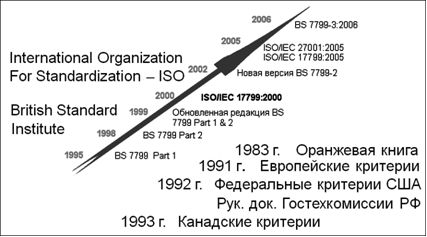 2006
BS 7799-3:2006
2005
International Organization
For Standardization – ISO
ISO/IEC 27001:2005
ISO/IEC 17799:2005
2002
Новая версия BS 7799-2
2000
ISO/IEC 17799:2000
British Standard
Institute
1999
Обновленная редакция BS
7799 Part 1 & 2
1998
BS 7799 Part 2
1995
BS 7799 Part 1
1983 г. Оранжевая книга
1991 г. Европейские критерии
1992 г. Федеральные критерии США
Рук. док. Гостехкомиссии РФ
1993 г. Канадские критерии